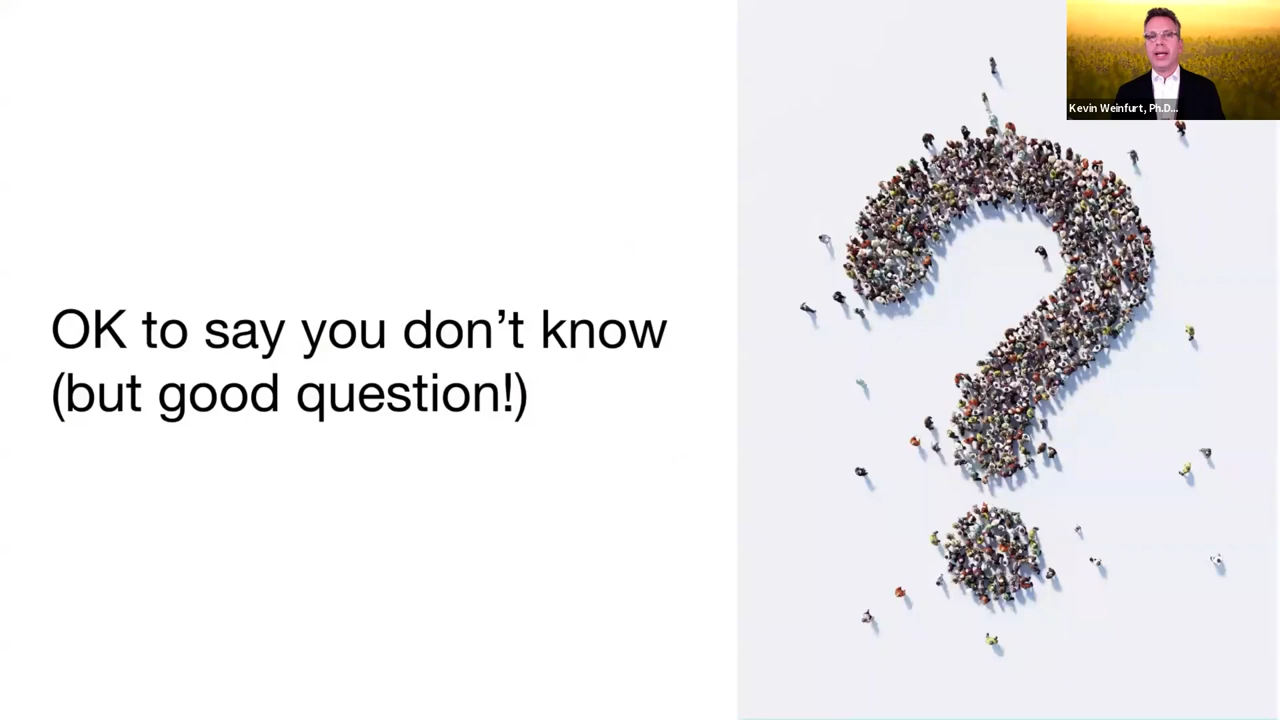 OK to say you don’t know
(but good question!)
Kevin Weinfurt, Ph.D...